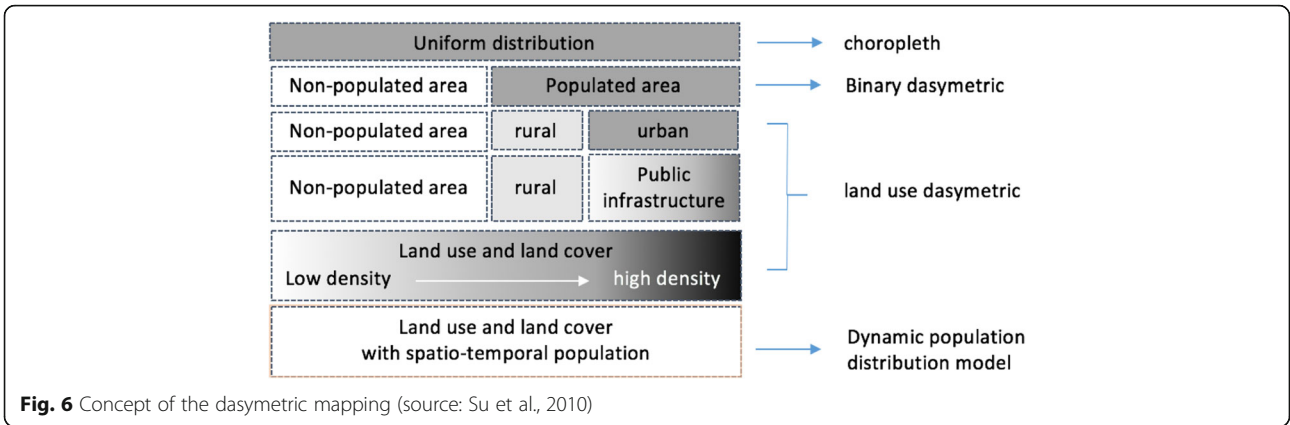 Uniform distribution
choropleth
Non-populated area
Populated area
Binary dasymetric
Non-populated area
rural
urban
Non-populated area
rural
Public
infrastructure
land use dasymetric
Land use and land cover
Low density
high density
Land use and land cover
with spatio-temporal population
Dynamic population
distribution model
Fig. 6 Concept of the dasymetric mapping (source: Su et al., 2010)